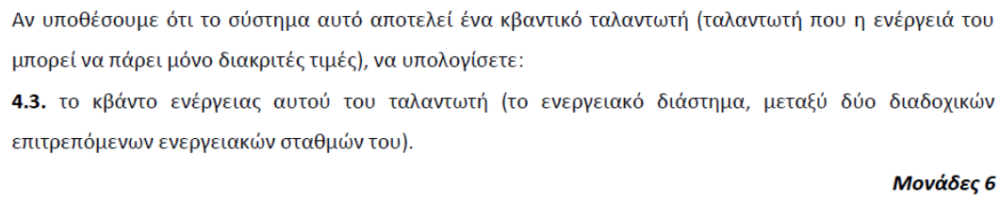 Αν υποθέσουμε ότι το σύστημα αυτό αποτελεί ένα κβαντικό ταλαντωτή (ταλαντωτή που η ενέργειά του
μπορεί να πάρει μόνο διακριτές τιμές), να υπολογίσετε:
4.3. το κβάντο ενέργειας αυτού του ταλαντωτή (το ενεργειακό διάστημα, μεταξύ δύο διαδοχικών
επιτρεπόμενων ενεργειακών σταθμών του).
Μονάδες 6